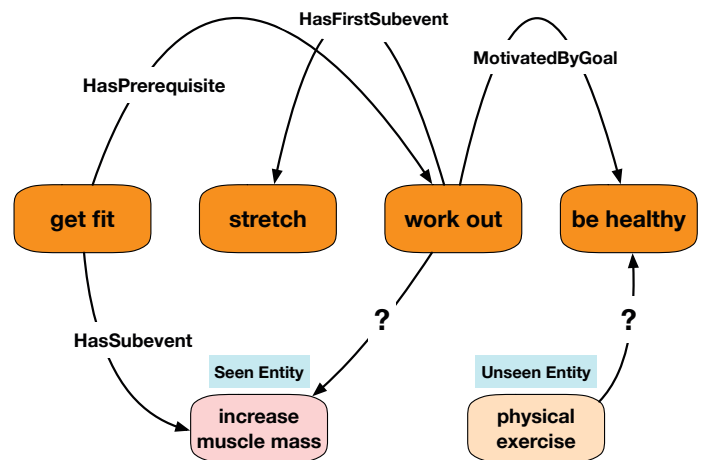 HasFirstSubevent
MotivatedByGoal
HasPrerequisite
get fit
stretch
work out
be healthy
?
?
HasSubevent
Seen Entity
Unseen Entity
increase
muscle mass
physical
exercise